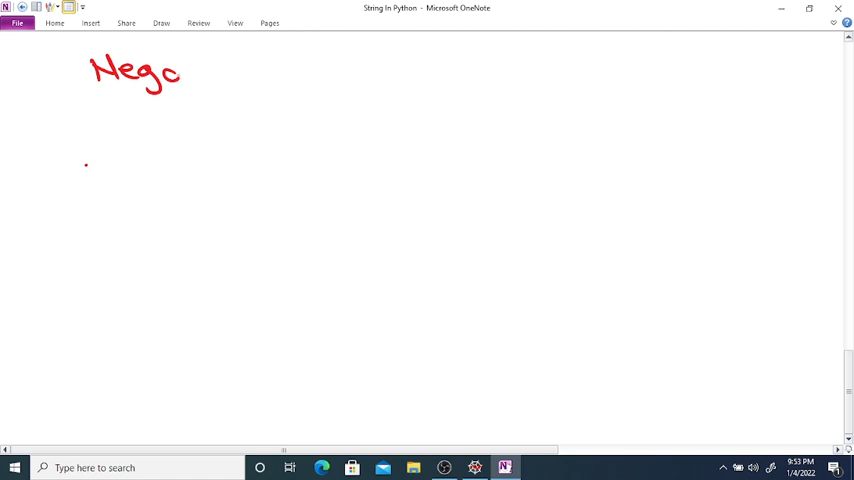 String In Python - Microsoft OneNote
File Home Insert Share Draw Review View Pages
Nega
Type here to search
9:53 PM
1/4/2022